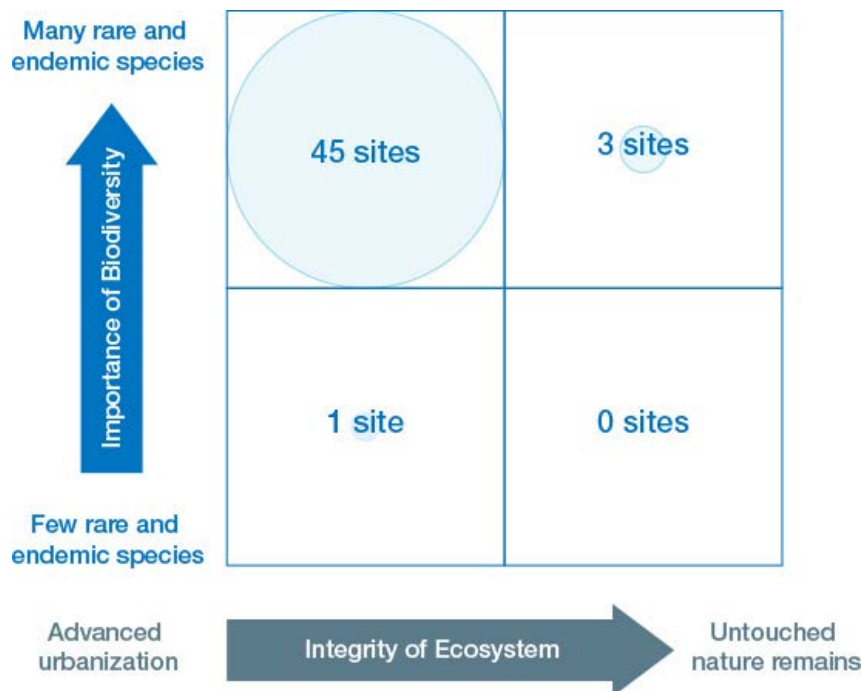 Many rare and
endemic species
Importance of Biodiversity
45 sites
3 sites
1 site
0 sites
Few rare and
endemic species
Advanced
urbanization
Integrity of Ecosystem
Untouched
nature remains